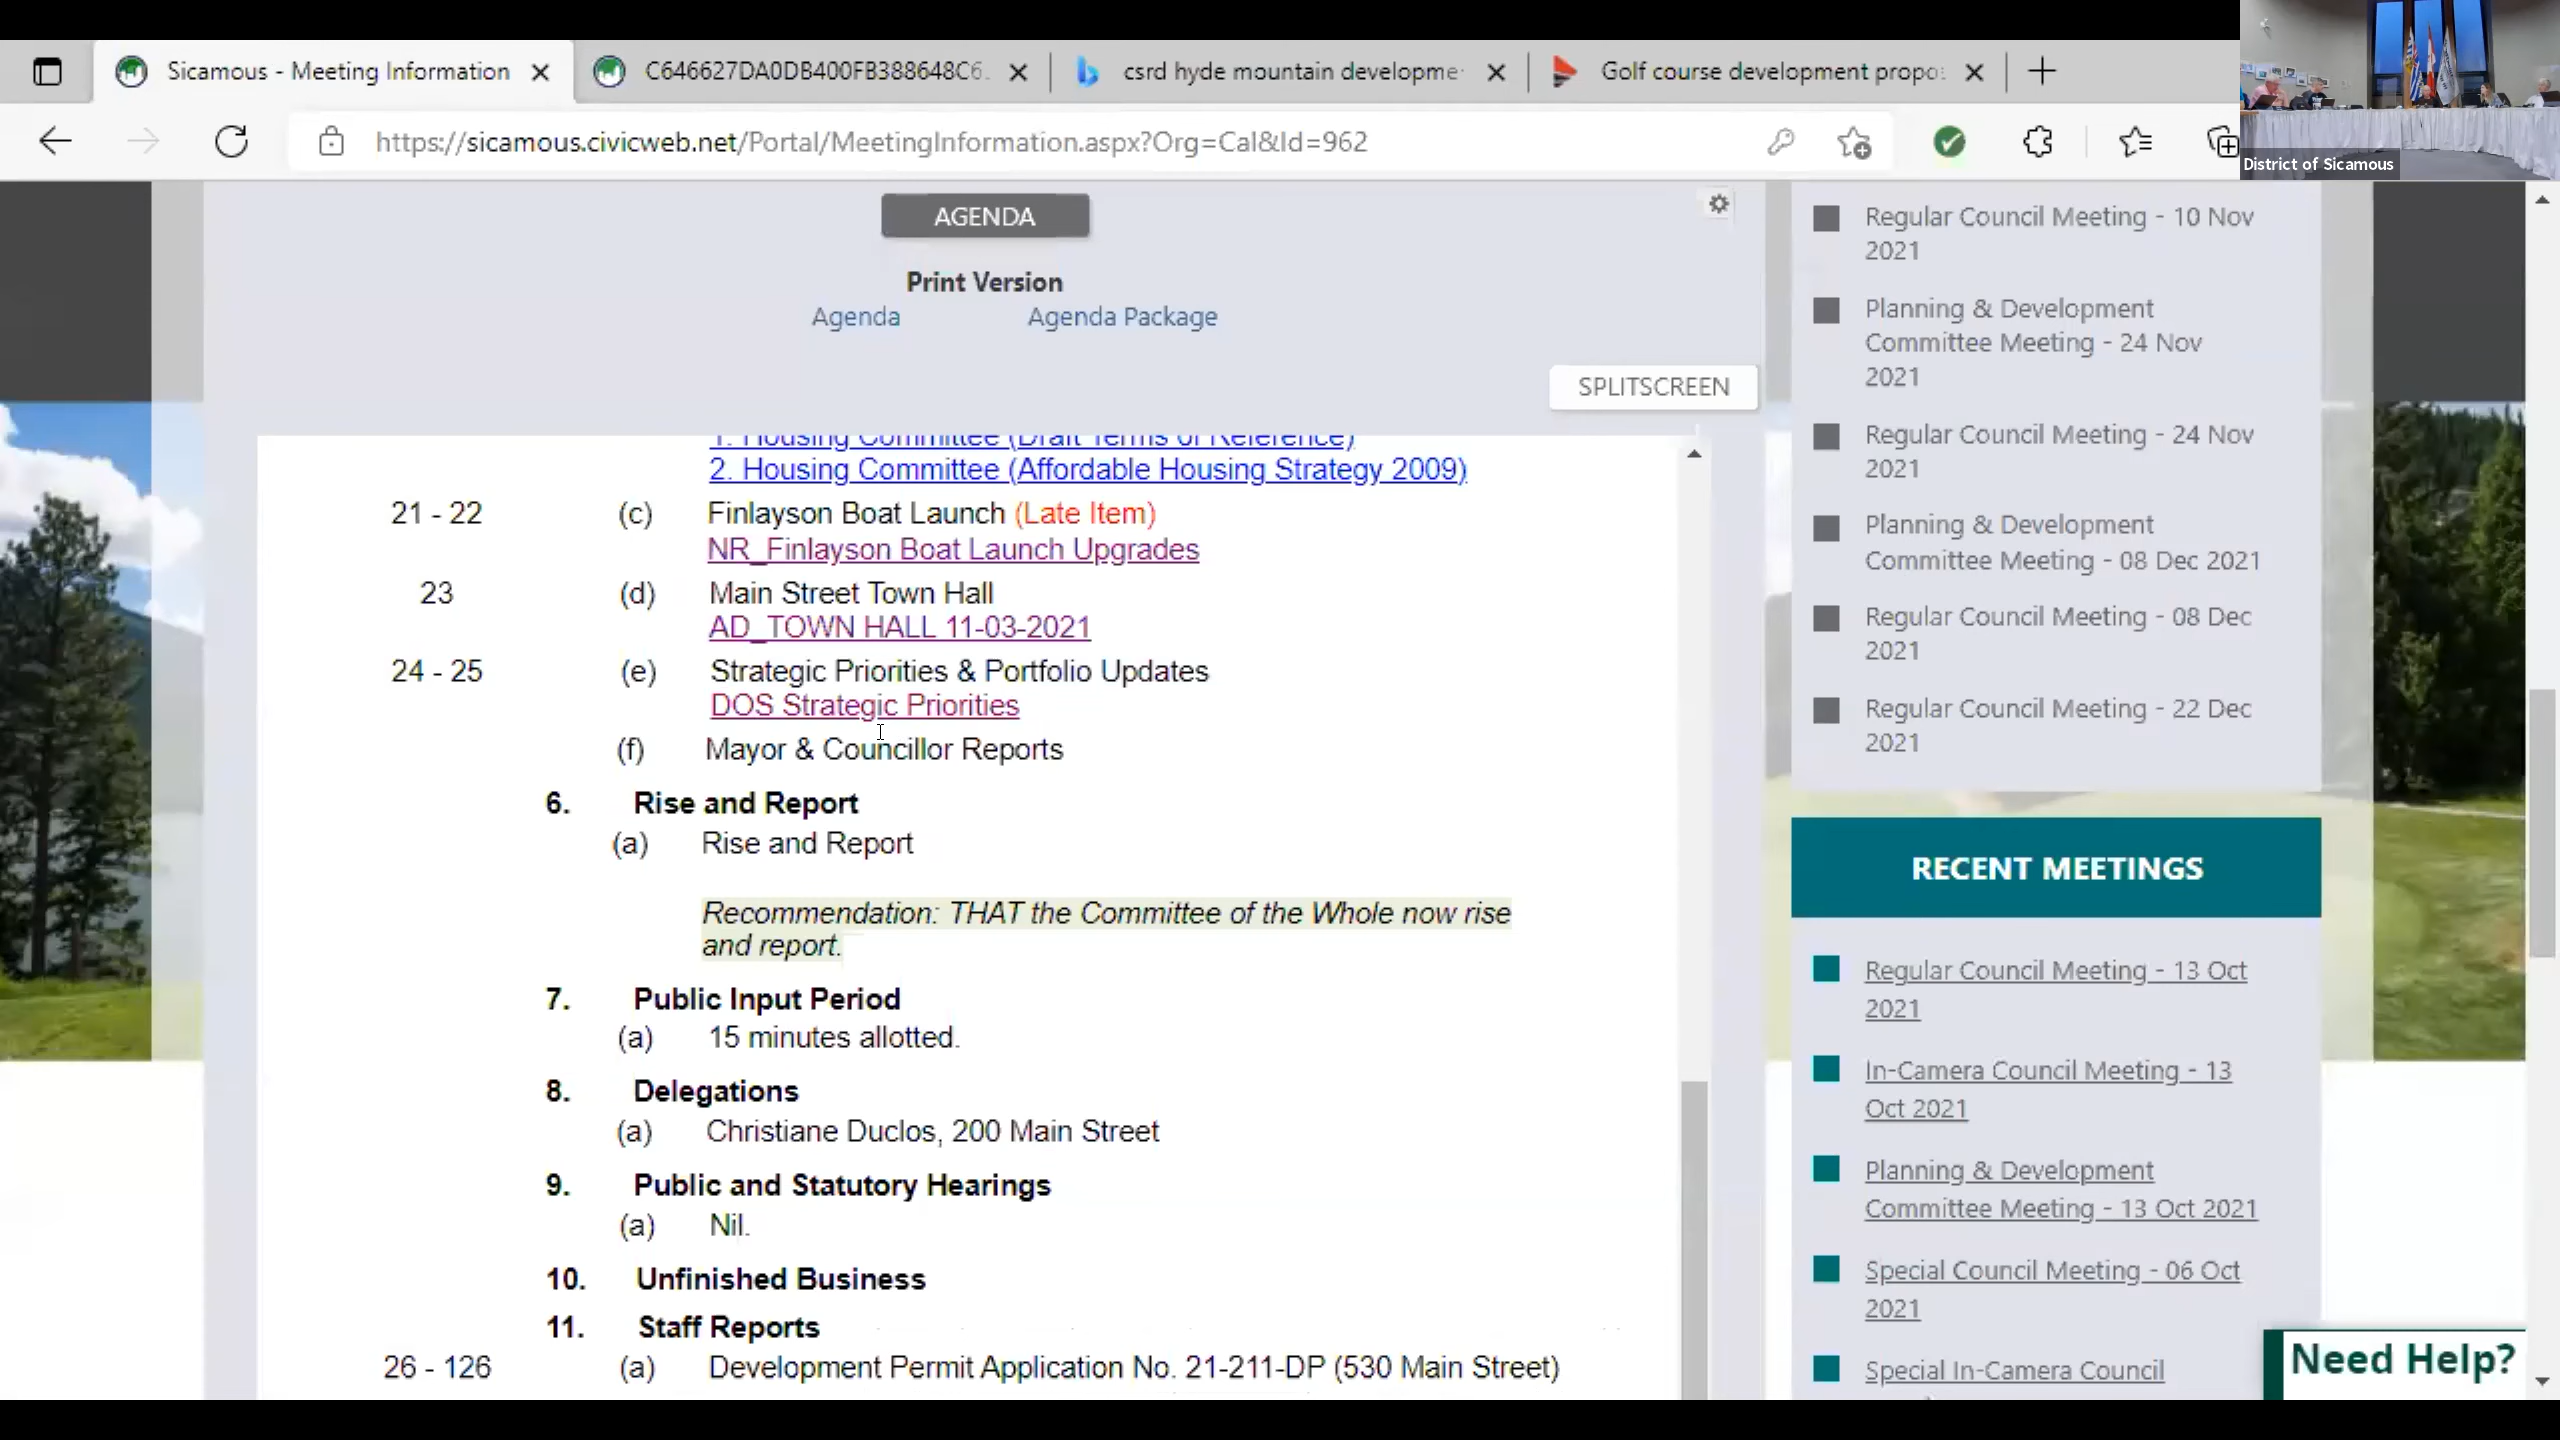 Sicamous - Meeting Information
C646627DA0DB400FB388648C6.
csrd hyde mountain developme
Golf course development propo
https://sicamous.civicweb.net/Portal/MeetingInformation.aspx?Org=Cal&Id=962
District of Sicamous
AGENDA
Print Version
Agenda Agenda Package
SPLITSCREEN
1. Housing Committee (Draft Terms of Reference)
2. Housing Committee (Affordable Housing Strategy 2009)
21 - 22 (c) Finlayson Boat Launch (Late Item)
NR_Finlayson Boat Launch Upgrades
23 (d) Main Street Town Hall
AD_TOWN HALL 11-03-2021
24 - 25 (e) Strategic Priorities & Portfolio Updates
DOS Strategic Priorities
(f) Mayor & Councillor Reports
6. Rise and Report
(a) Rise and Report
Recommendation: THAT the Committee of the Whole now rise
and report.
7. Public Input Period
(a) 15 minutes allotted.
8. Delegations
(a) Christiane Duclos, 200 Main Street
9. Public and Statutory Hearings
(a) Nil.
10. Unfinished Business
11. Staff Reports
26 - 126 (a) Development Permit Application No. 21-211-DP (530 Main Street)
Regular Council Meeting - 10 Nov
2021
Planning & Development
Committee Meeting - 24 Nov
2021
Regular Council Meeting - 24 Nov
2021
Planning & Development
Committee Meeting - 08 Dec 2021
Regular Council Meeting - 08 Dec
2021
Regular Council Meeting - 22 Dec
2021
RECENT MEETINGS
Regular Council Meeting - 13 Oct
2021
In-Camera Council Meeting - 13
Oct 2021
Planning & Development
Committee Meeting - 13 Oct 2021
Special Council Meeting - 06 Oct
2021
Special In-Camera Council
Need Help?